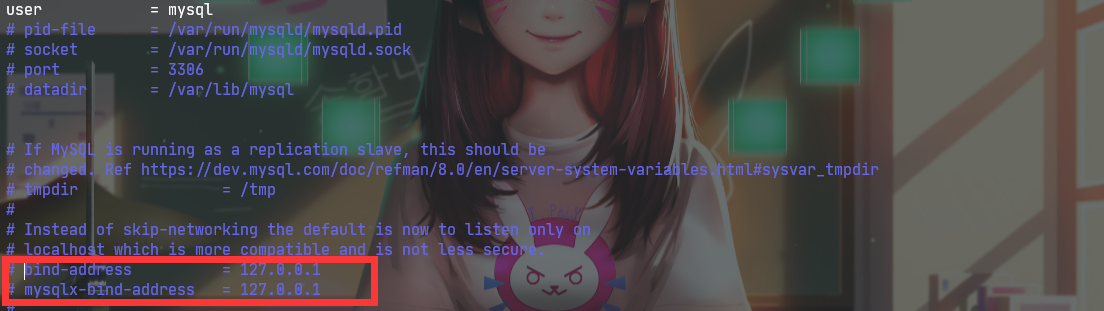 user            = mysql
# pid-file      = /var/run/mysqld/mysqld.pid
# socket        = /var/run/mysqld/mysqld.sock
# port          = 3306
# datadir       = /var/lib/mysql
# If MySQL is running as a replication slave, this should be
# changed. Ref https://dev.mysql.com/doc/refman/8.0/en/server-system-variables.html#sysvar_tmpdir
# tmpdir                = /tmp
#
# Instead of skip-networking the default is now to listen only on
# localhost which is more compatible and is not less secure.
# bind-address          = 127.0.0.1
# mysqlx-bind-address   = 127.0.0.1
#